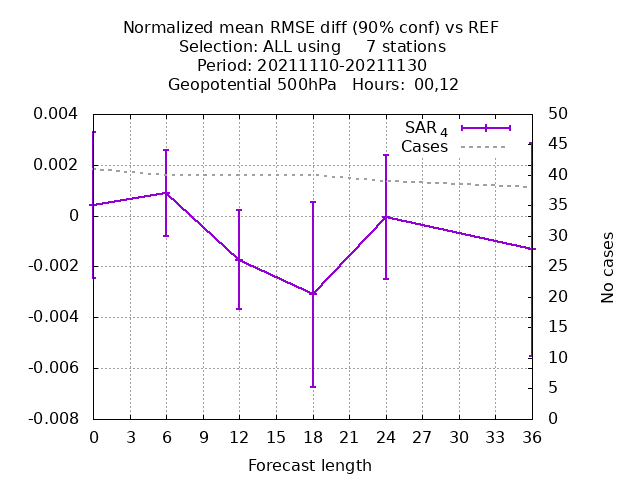 Normalized mean RMSE diff (90% conf) vs REF
Selection: ALL using 7 stations
Period: 20211110-20211130
Geopotential 500hPa Hours: 00,12
SAR 4
Cases
0.004
0.002
0
-0.002
-0.004
-0.006
-0.008
50
45
40
35
30
25
20
15
10
5
0
No cases
0 3 6 9 12 15 18 21 24 27 30 33 36
Forecast length